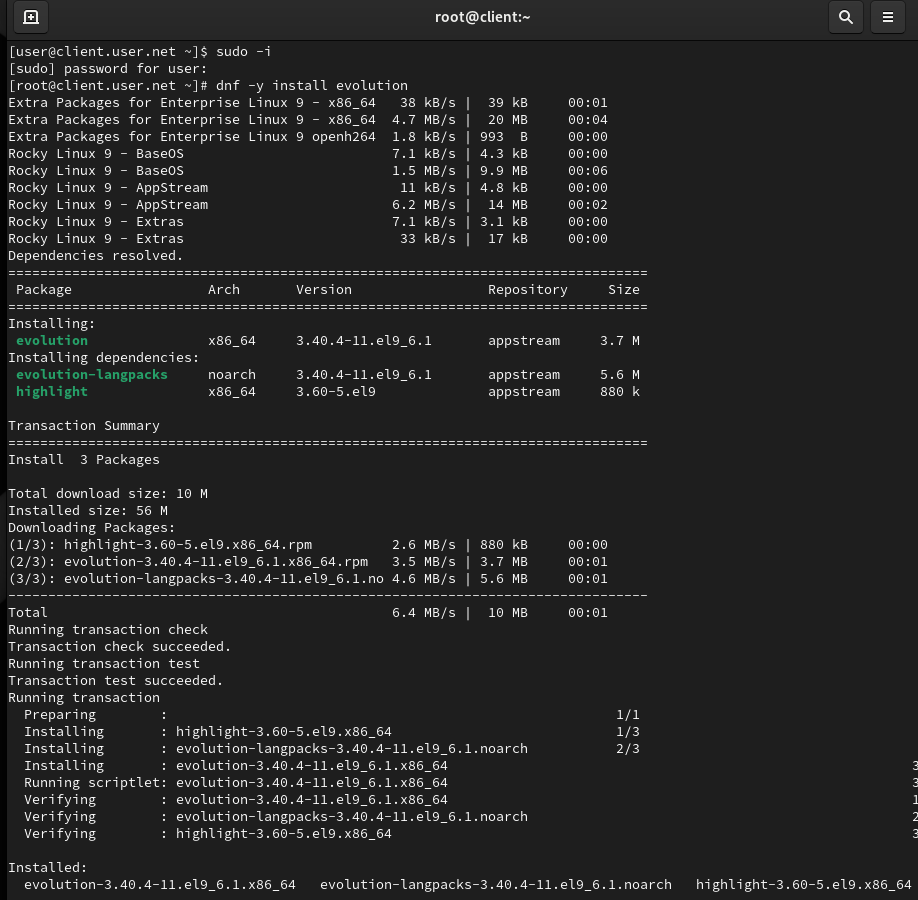 root@client:~
[user@client.user.net ~]$ sudo -i
[sudo] password for user:
[root@client.user.net ~]# dnf -y install evolution
Extra Packages for Enterprise Linux 9 - x86_64   38 kB/s |  39 kB     00:01
Extra Packages for Enterprise Linux 9 - x86_64  4.7 MB/s |  20 MB     00:04
Extra Packages for Enterprise Linux 9 openh264  1.8 kB/s | 993  B     00:00
Rocky Linux 9 - BaseOS                          7.1 kB/s | 4.3 kB     00:00
Rocky Linux 9 - BaseOS                          1.5 MB/s | 9.9 MB     00:06
Rocky Linux 9 - AppStream                        11 kB/s | 4.8 kB     00:00
Rocky Linux 9 - AppStream                       6.2 MB/s |  14 MB     00:02
Rocky Linux 9 - Extras                          7.1 kB/s | 3.1 kB     00:00
Rocky Linux 9 - Extras                           33 kB/s |  17 kB     00:00
Dependencies resolved.
================================================================================
 Package                 Arch       Version                 Repository     Size
================================================================================
Installing:
 evolution               x86_64     3.40.4-11.el9_6.1       appstream     3.7 M
Installing dependencies:
 evolution-langpacks     noarch     3.40.4-11.el9_6.1       appstream     5.6 M
 highlight               x86_64     3.60-5.el9              appstream     880 k
Transaction Summary
================================================================================
Install  3 Packages
Total download size: 10 M
Installed size: 56 M
Downloading Packages:
(1/3): highlight-3.60-5.el9.x86_64.rpm          2.6 MB/s | 880 kB     00:00
(2/3): evolution-3.40.4-11.el9_6.1.x86_64.rpm   3.5 MB/s | 3.7 MB     00:01
(3/3): evolution-langpacks-3.40.4-11.el9_6.1.no 4.6 MB/s | 5.6 MB     00:01
--------------------------------------------------------------------------------
Total                                           6.4 MB/s |  10 MB     00:01
Running transaction check
Transaction check succeeded.
Running transaction test
Transaction test succeeded.
Running transaction
  Preparing        :                                                        1/1
  Installing       : highlight-3.60-5.el9.x86_64                            1/3
  Installing       : evolution-langpacks-3.40.4-11.el9_6.1.noarch           2/3
  Installing       : evolution-3.40.4-11.el9_6.1.x86_64                                                          3
  Running scriptlet: evolution-3.40.4-11.el9_6.1.x86_64                                                          3
  Verifying        : evolution-3.40.4-11.el9_6.1.x86_64                                                          1
  Verifying        : evolution-langpacks-3.40.4-11.el9_6.1.noarch                                                2
  Verifying        : highlight-3.60-5.el9.x86_64                                                                 3
Installed:
  evolution-3.40.4-11.el9_6.1.x86_64   evolution-langpacks-3.40.4-11.el9_6.1.noarch   highlight-3.60-5.el9.x86_64